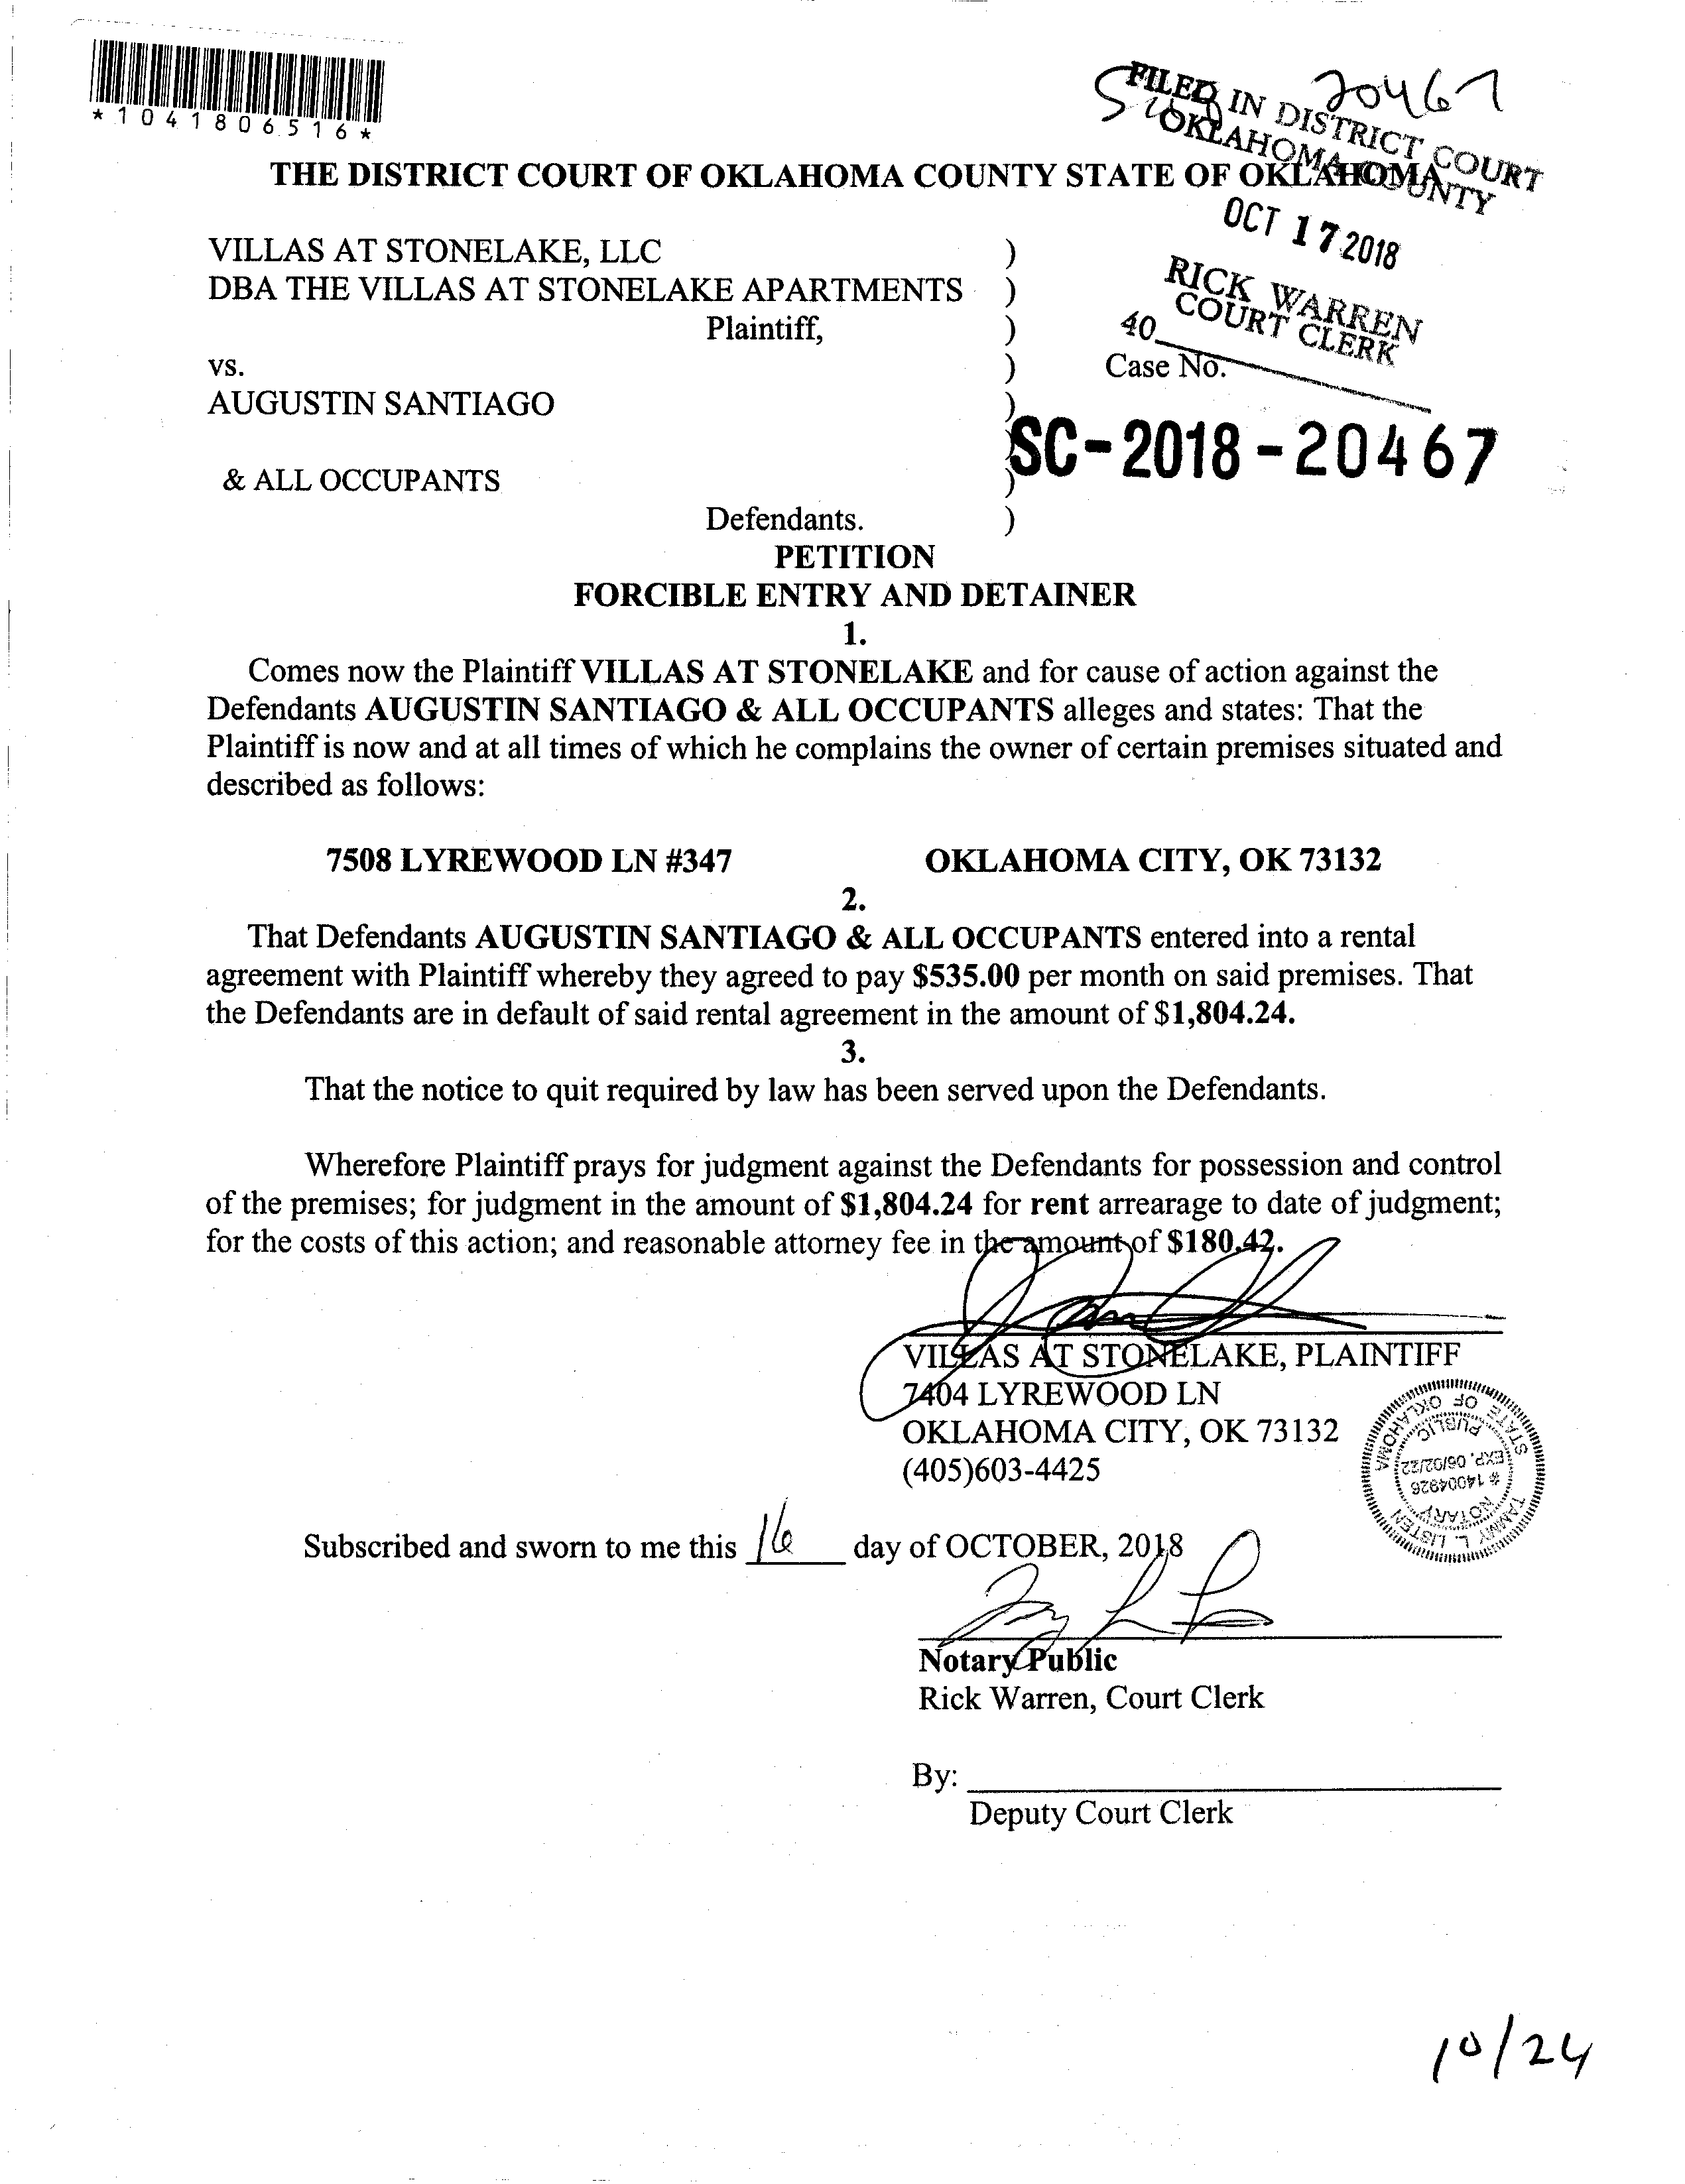 *1041806516*
20467
FILED IN DISTRICT COURT
OKLAHOMA COUNTY
THE DISTRICT COURT OF OKLAHOMA COUNTY STATE OF OKLAHOMA
OCT 17 2018
VILLAS AT STONELAKE, LLC )
DBA THE VILLAS AT STONELAKE APARTMENTS )
RICK WARREN
COURT CLERK
Plaintiff, )
40
vs. ) Case No.
AUGUSTIN SANTIAGO )
) SC-2018-20467
& ALL OCCUPANTS )
Defendants. )
PETITION
FORCIBLE ENTRY AND DETAINER
1.
Comes now the Plaintiff VILLAS AT STONELAKE and for cause of action against the
Defendants AUGUSTIN SANTIAGO & ALL OCCUPANTS alleges and states: That the
Plaintiff is now and at all times of which he complains the owner of certain premises situated and
described as follows:
7508 LYREWOOD LN #347 OKLAHOMA CITY, OK 73132
2.
That Defendants AUGUSTIN SANTIAGO & ALL OCCUPANTS entered into a rental
agreement with Plaintiff whereby they agreed to pay $535.00 per month on said premises. That
the Defendants are in default of said rental agreement in the amount of $1,804.24.
3.
That the notice to quit required by law has been served upon the Defendants.
Wherefore Plaintiff prays for judgment against the Defendants for possession and control
of the premises; for judgment in the amount of $1,804.24 for rent arrearage to date of judgment;
for the costs of this action; and reasonable attorney fee in the amount of $180.42.
VILLAS AT STONELAKE, PLAINTIFF
7404 LYREWOOD LN
OKLAHOMA CITY, OK 73132
(405)603-4425
TAMMY L. LISTEN
NOTARY
# 14004926
EXP. 06/02/22
PUBLIC
STATE OF OKLAHOMA
Subscribed and sworn to me this 16 day of OCTOBER, 2018
Notary Public
Rick Warren, Court Clerk
By:
Deputy Court Clerk
10/24